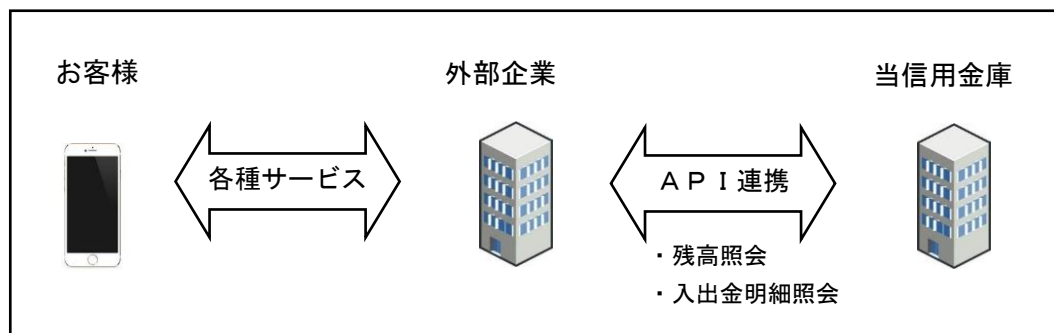 お客様
外部企業
当信用金庫
各種サービス
ＡＰＩ連携
・残高照会
・入出金明細照会